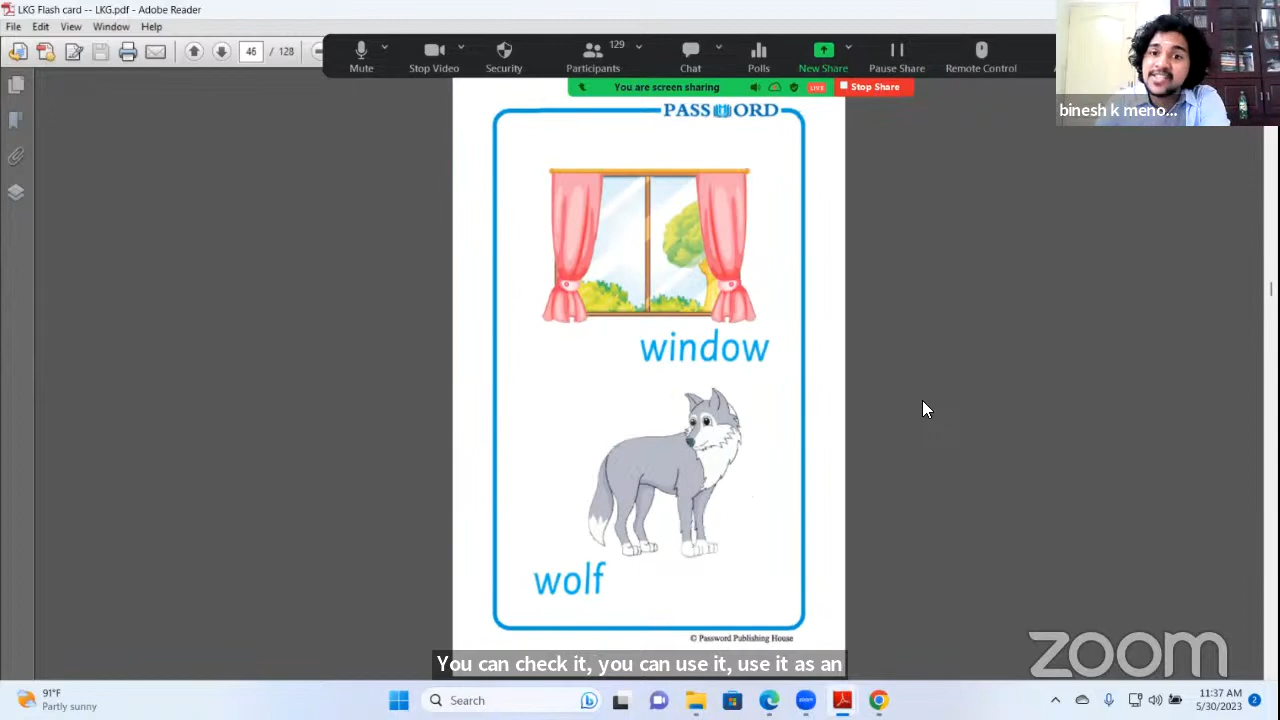 LKG Flash card -- LKG.pdf - Adobe Reader
File Edit View Window Help
46 / 128
129
Mute Stop Video Security Participants Chat Polls New Share Pause Share Remote Control
You are screen sharing LIVE Stop Share
binesh k meno...
PASSWORD
window
wolf
© Password Publishing House
You can check it, you can use it, use it as an
zoom
91°F
Partly sunny
Search
11:37 AM
5/30/2023
2